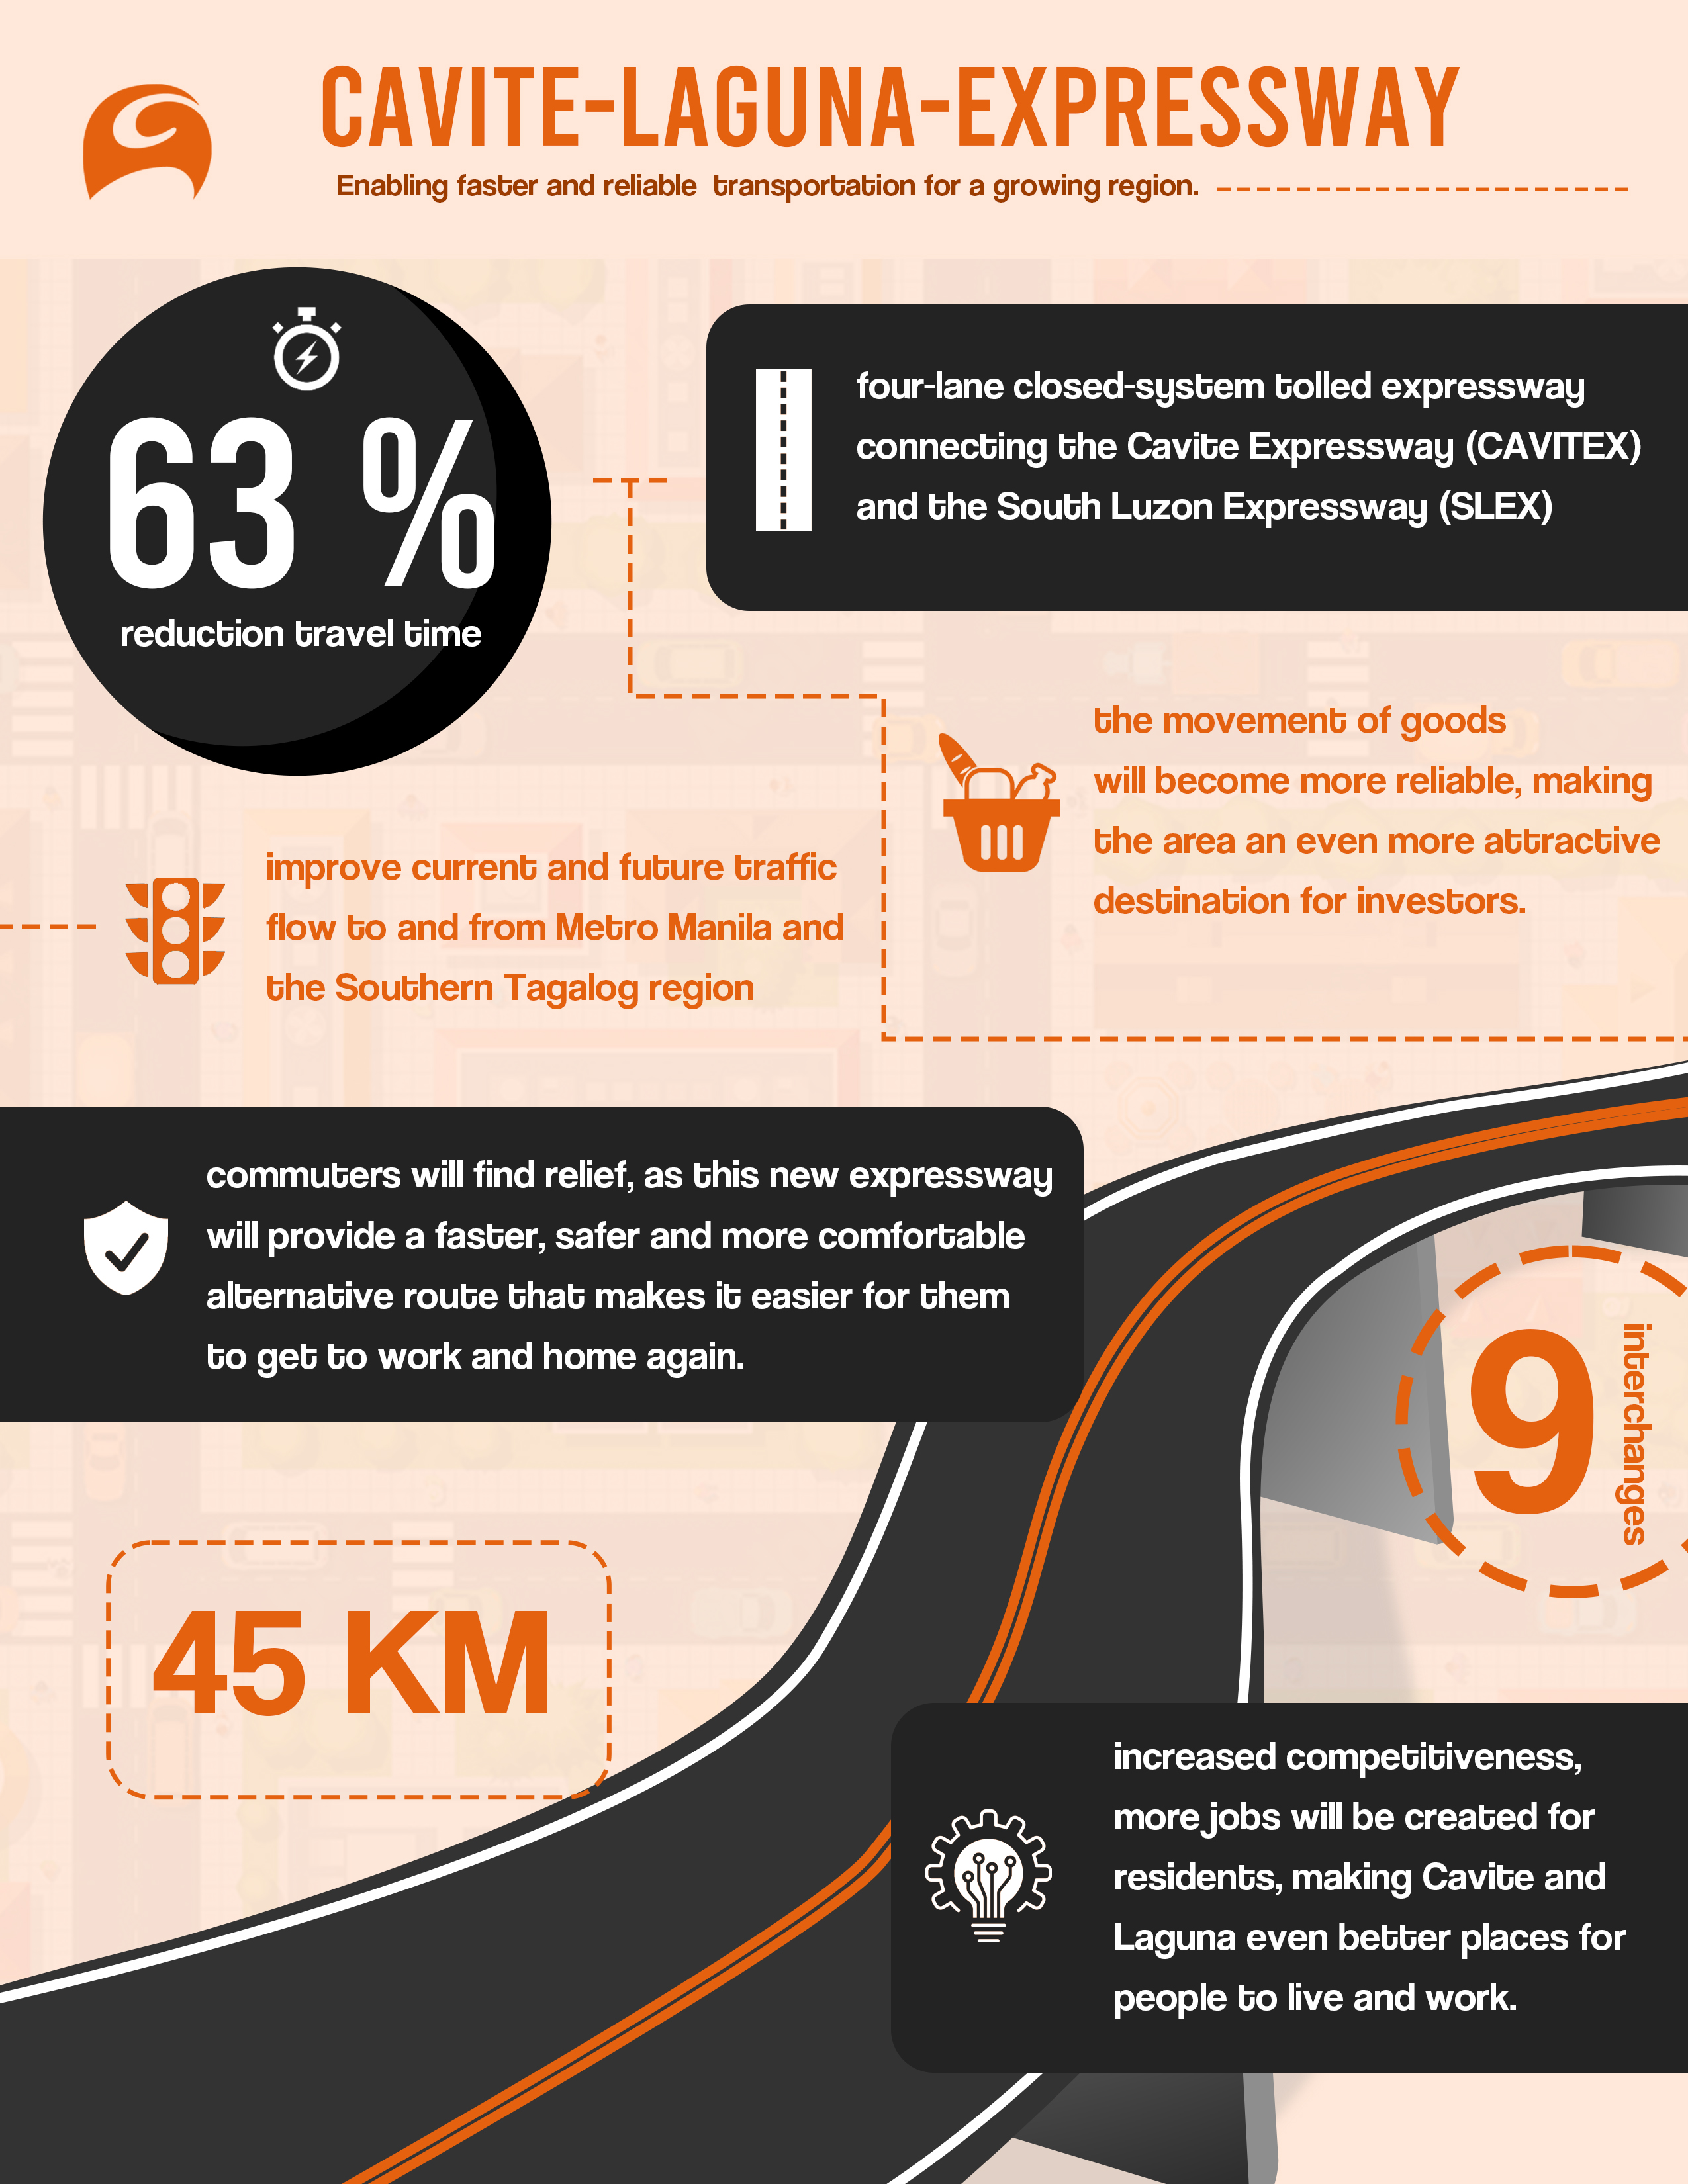 CAVITE-LAGUNA-EXPRESSWAY
Enabling faster and reliable transportation for a growing region.
63 %
reduction travel time
four-lane closed-system tolled expressway
connecting the Cavite Expressway (CAVITEX)
and the South Luzon Expressway (SLEX)
the movement of goods
will become more reliable, making
the area an even more attractive
destination for investors.
improve current and future traffic
flow to and from Metro Manila and
the Southern Tagalog region
commuters will find relief, as this new expressway
will provide a faster, safer and more comfortable
alternative route that makes it easier for them
to get to work and home again.
9
interchanges
45 KM
increased competitiveness,
more jobs will be created for
residents, making Cavite and
Laguna even better places for
people to live and work.